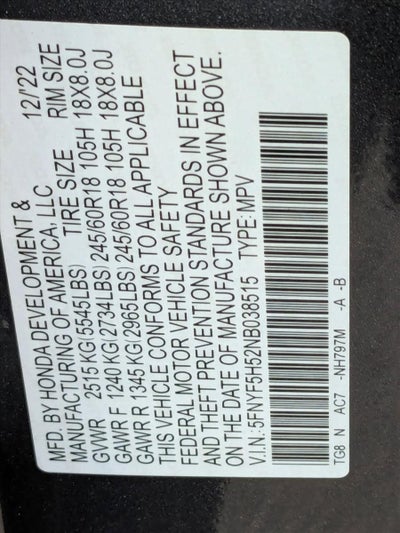 MFD. BY HONDA DEVELOPMENT & 12/'22
MANUFACTURING OF AMERICA, LLC TIRE SIZE RIM SIZE
GVWR 2515 KG(5545LBS)
GAWR F 1240 KG(2734LBS) 245/60R18 105H 18X8.0J
GAWR R 1345 KG(2965LBS) 245/60R18 105H 18X8.0J
THIS VEHICLE CONFORMS TO ALL APPLICABLE
FEDERAL MOTOR VEHICLE SAFETY
AND THEFT PREVENTION STANDARDS IN EFFECT
ON THE DATE OF MANUFACTURE SHOWN ABOVE.
V.I.N.: 5FNYF5H52NB038515 TYPE: MPV
TG8 N AC7 -NH797M -A -B